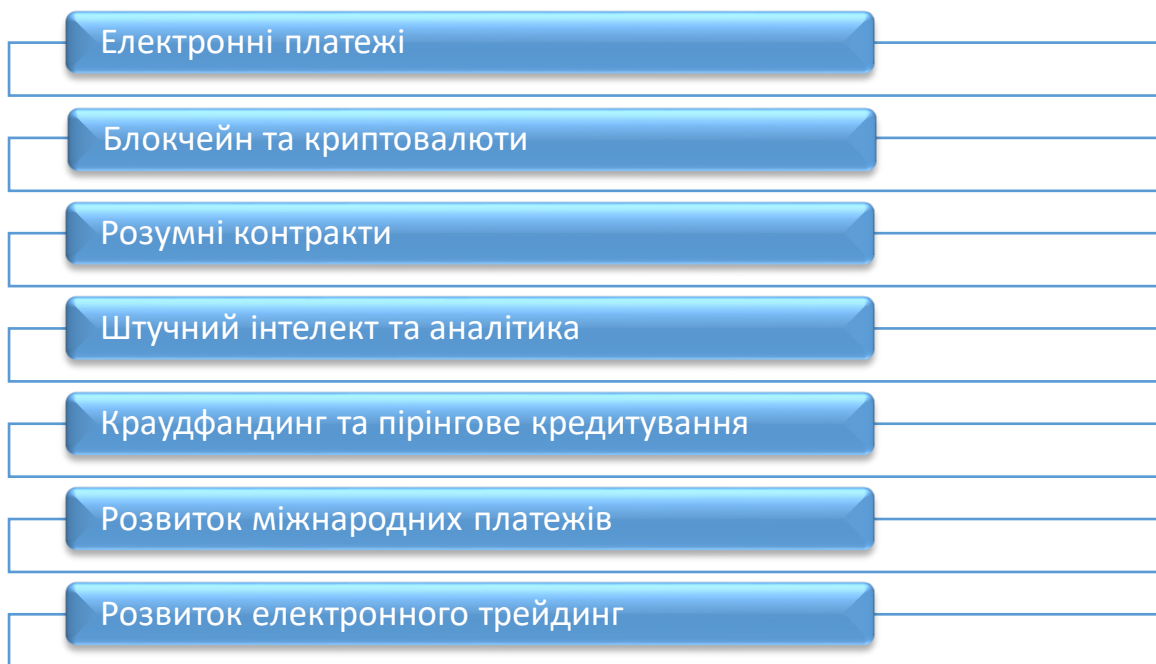 Електронні платежі
Блокчейн та криптовалюти
Розумні контракти
Штучний інтелект та аналітика
Краудфандинг та пірінгове кредитування
Розвиток міжнародних платежів
Розвиток електронного трейдинг